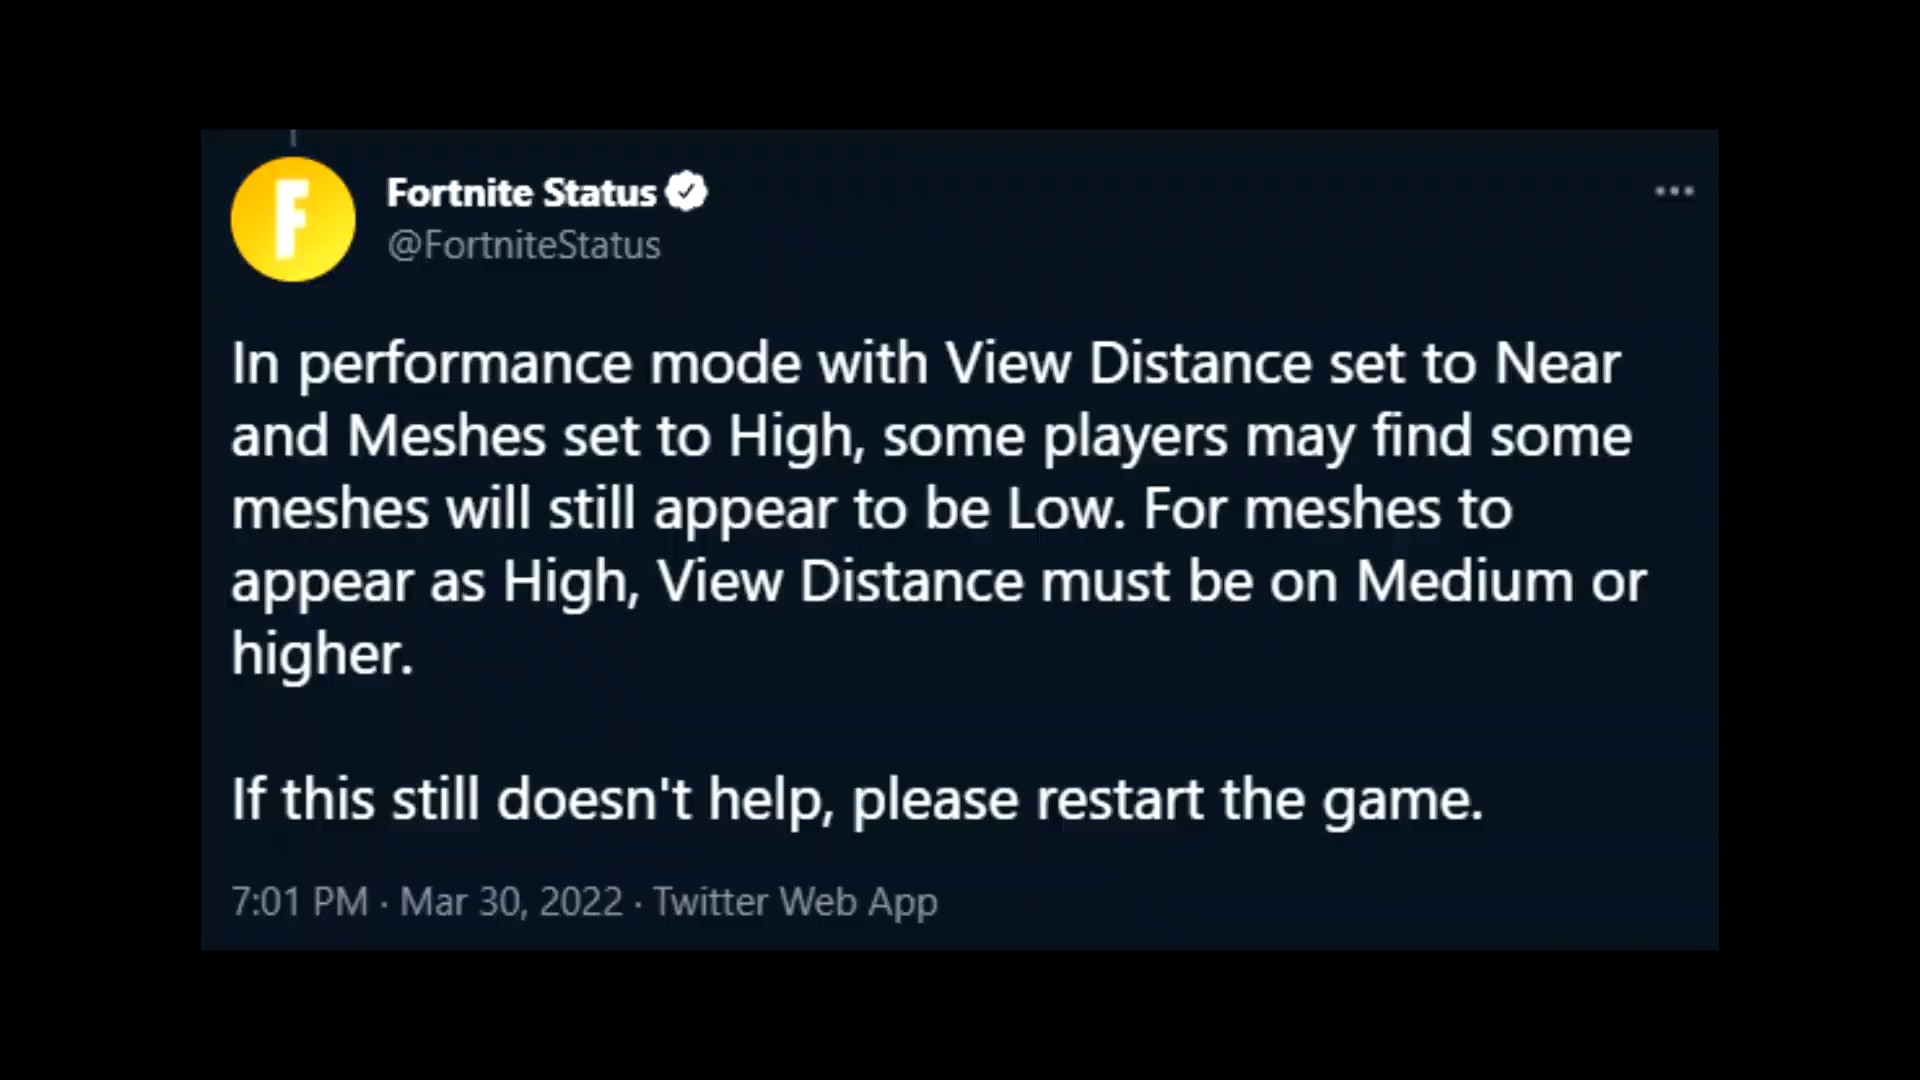 F
Fortnite Status
@FortniteStatus
In performance mode with View Distance set to Near
and Meshes set to High, some players may find some
meshes will still appear to be Low. For meshes to
appear as High, View Distance must be on Medium or
higher.
If this still doesn't help, please restart the game.
7:01 PM · Mar 30, 2022 · Twitter Web App